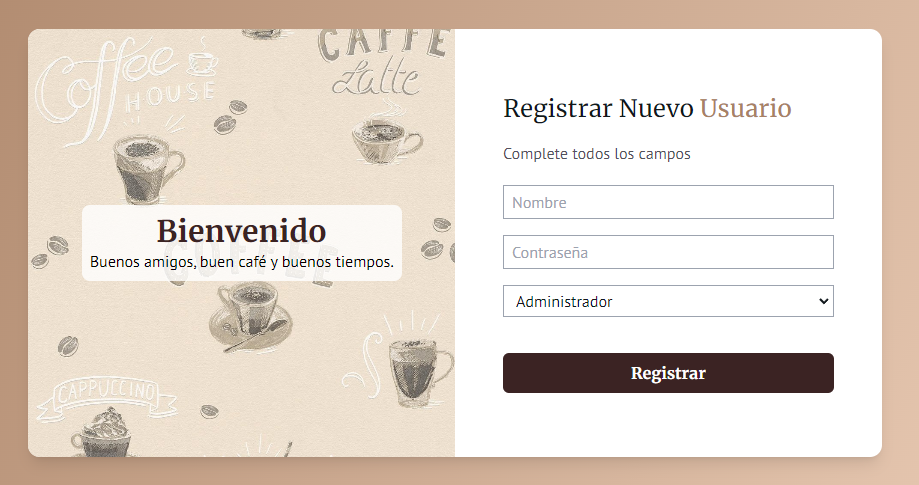 Coffee
HOUSE
CAFFE
Latte
Bienvenido
Buenos amigos, buen café y buenos tiempos.
COFFEE
CAPPUCCINO
Registrar Nuevo Usuario
Complete todos los campos
Nombre
Contraseña
Administrador
Registrar